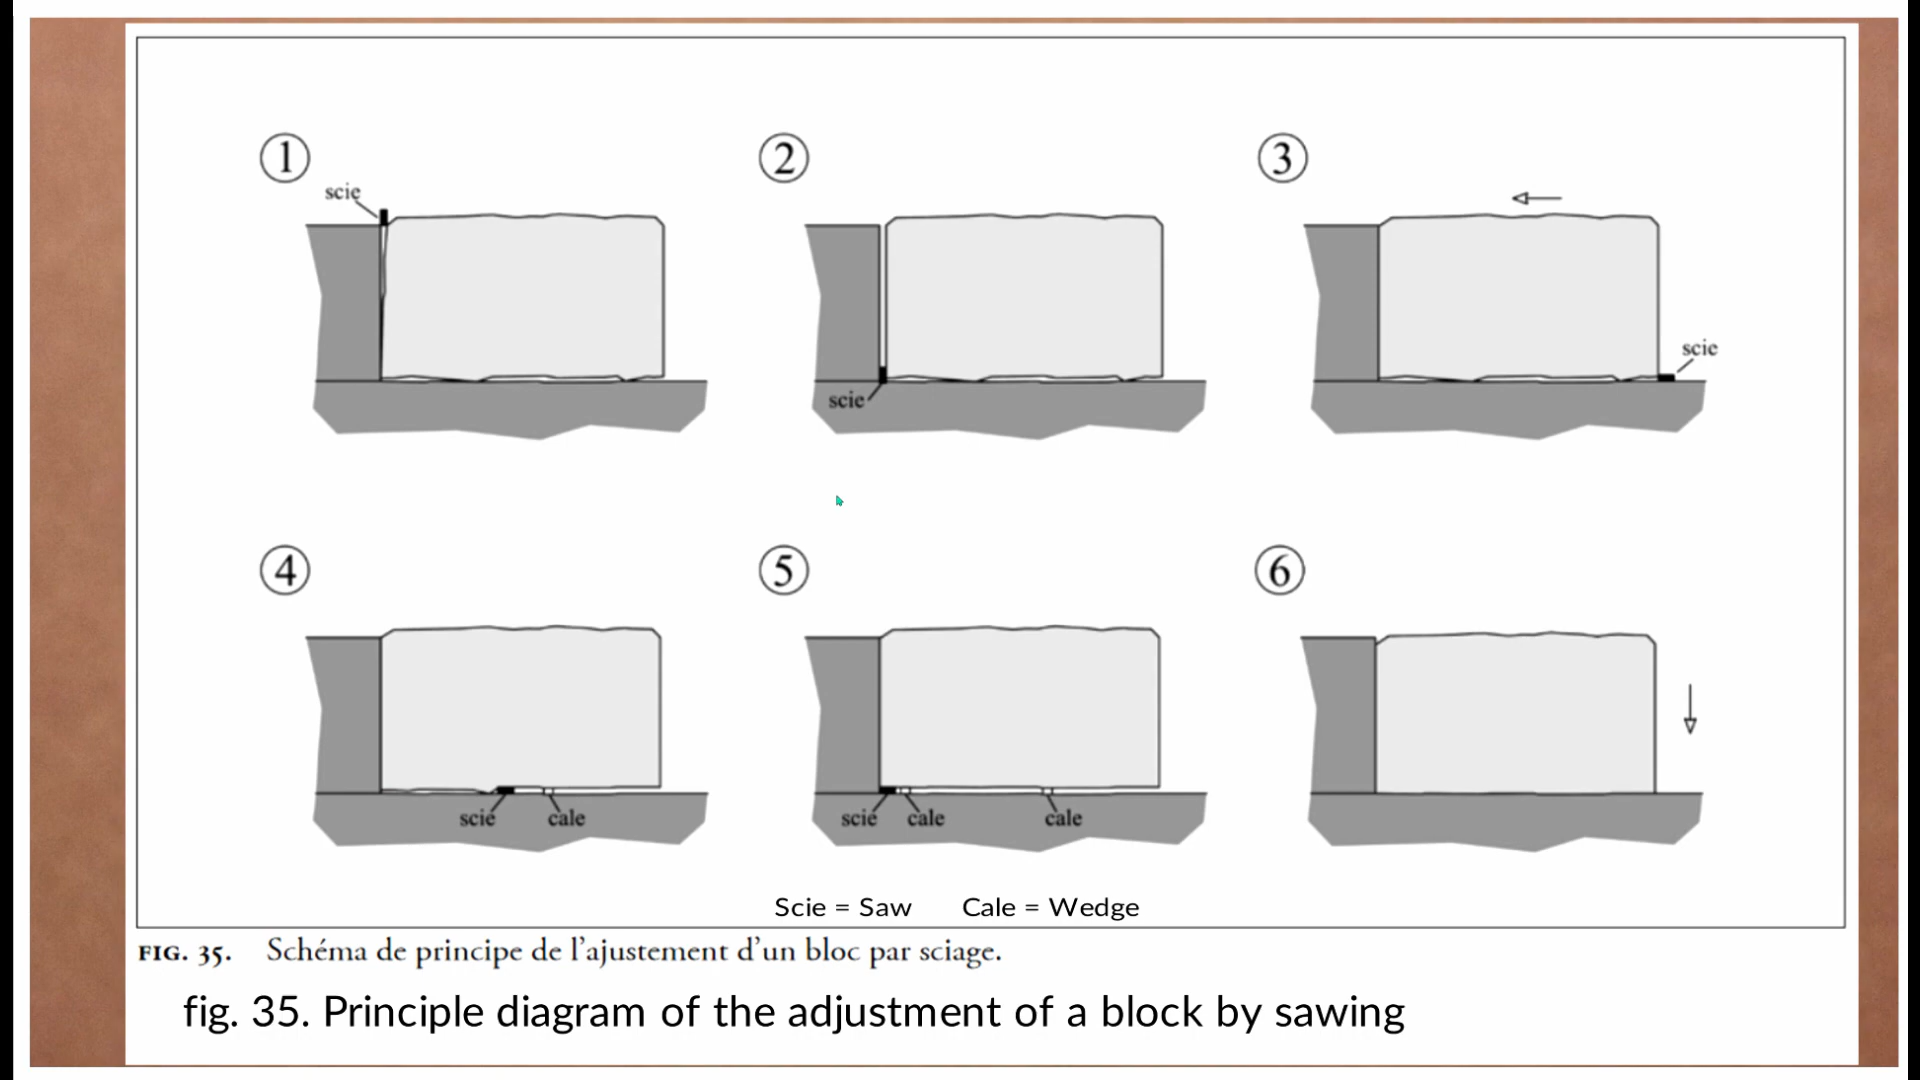 1
2
3
scie
scie
scie
4
5
6
scie
cale
scie
cale
cale
Scie = Saw Cale = Wedge
FIG. 35. Schéma de principe de l'ajustement d'un bloc par sciage.
fig. 35. Principle diagram of the adjustment of a block by sawing